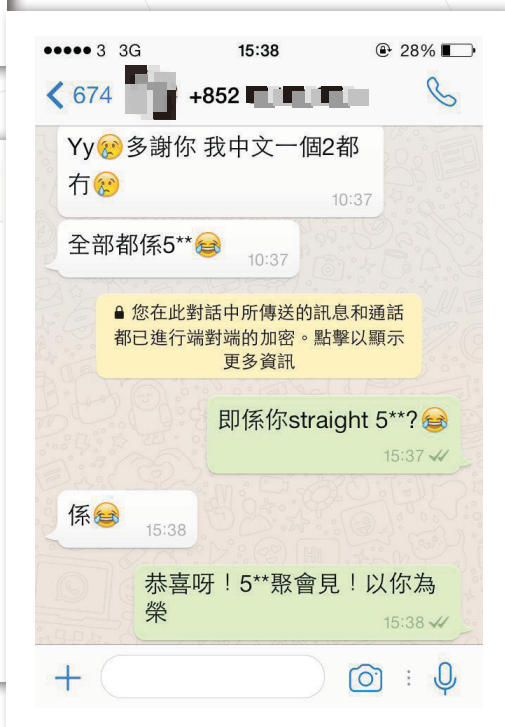 3 3G 15:38 28%
674 +852
Yy😢多謝你 我中文一個2都
冇😢
10:37
全部都係5**😂 10:37
您在此對話中所傳送的訊息和通話
都已進行端對端的加密。點擊以顯示
更多資訊
即係你straight 5**?😂
15:37
係😂 15:38
恭喜呀！5**聚會見！以你為
榮
15:38